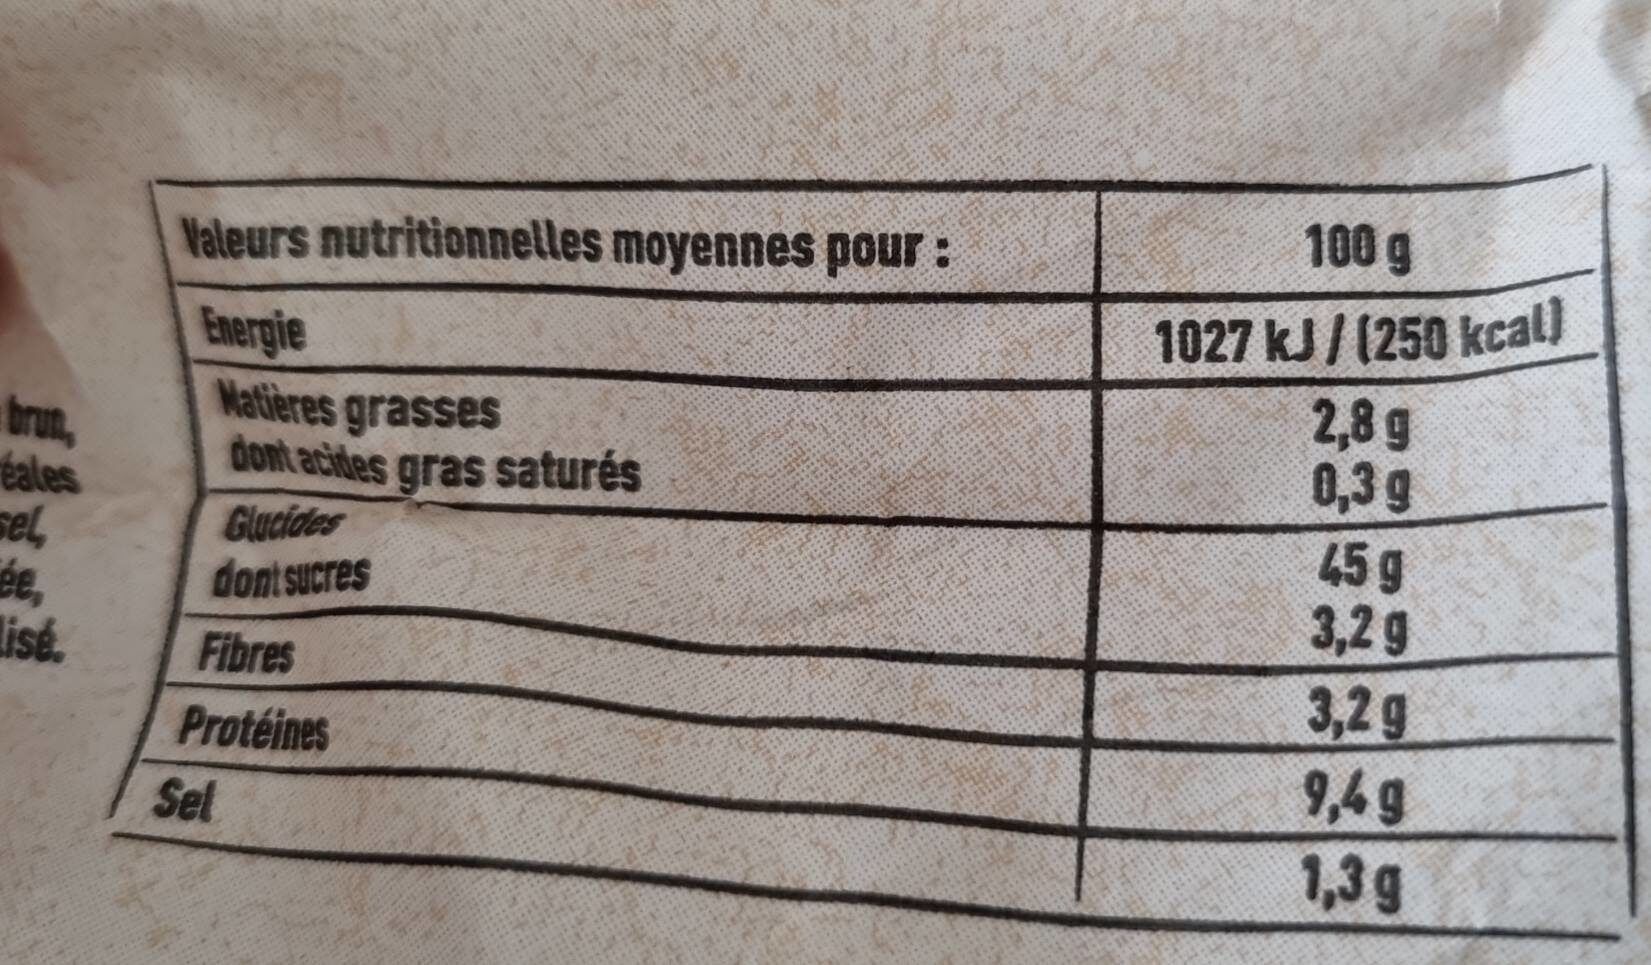 Valeurs nutritionnelles moyennes pour : 100 g
Energie 1027 kJ / (250 kcal)
Matières grasses 2,8 g
dont acides gras saturés 0,3 g
Glucides 45 g
dont sucres 3,2 g
Fibres 3,2 g
Protéines 9,4 g
Sel 1,3 g
brun,
éales
sel,
ée,
lisé.